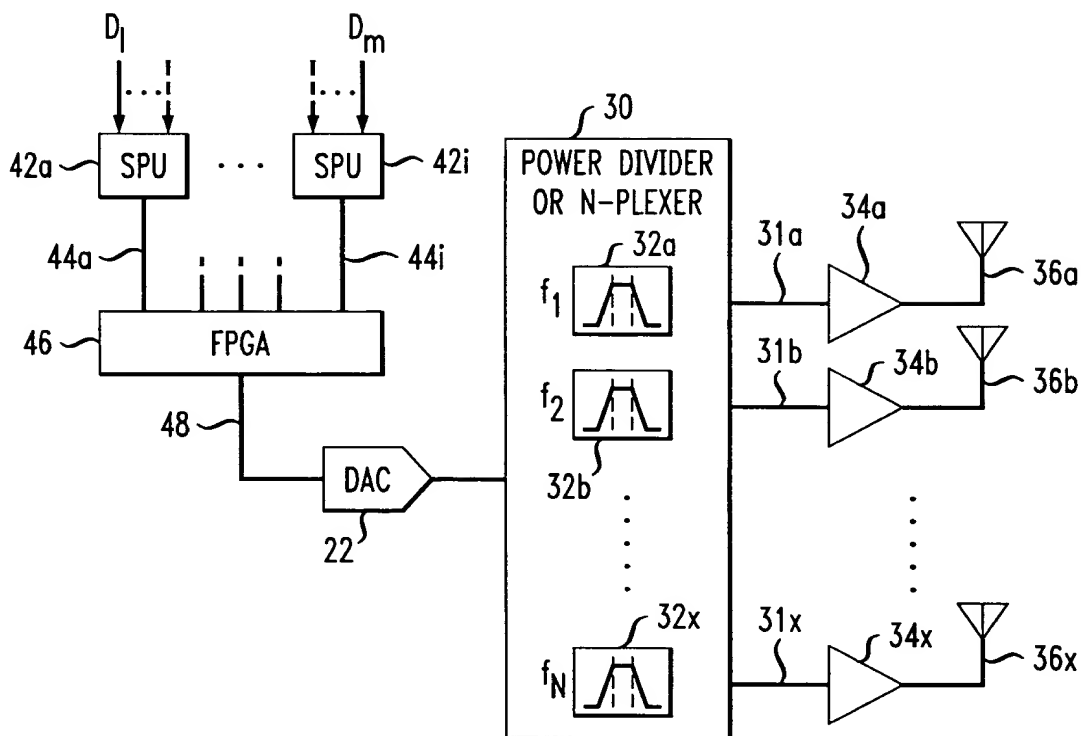 D1 Dm
42a SPU ... SPU 42i
44a 44i
46 FPGA
48
DAC
22
30
POWER DIVIDER
OR N-PLEXER
32a
f1
f2
32b
32x
fN
31a 34a 36a
31b 34b 36b
31x 34x 36x